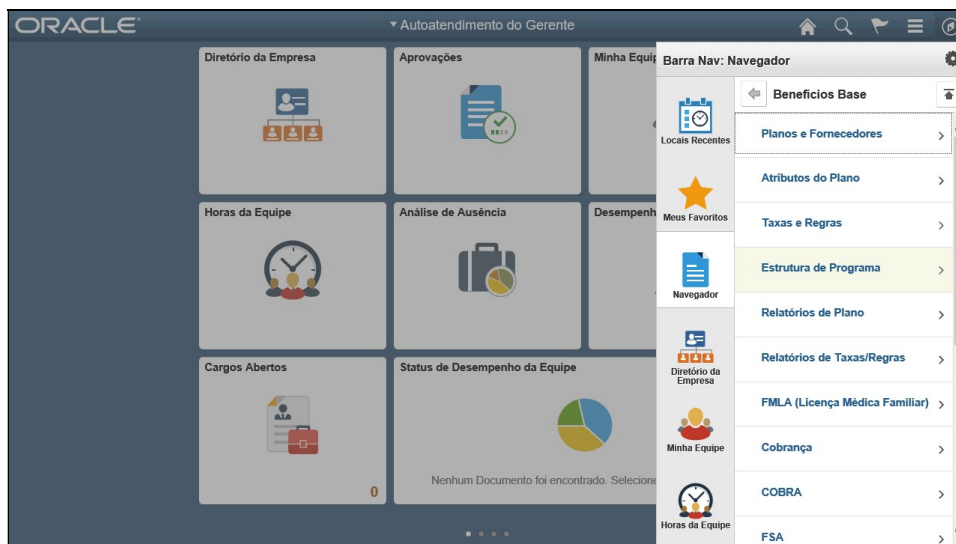 ORACLE
Autoatendimento do Gerente
Diretório da Empresa
Aprovações
Minha Equip
Horas da Equipe
Análise de Ausência
Desempenh
Cargos Abertos
0
Status de Desempenho da Equipe
Nenhum Documento foi encontrado. Selecione
Barra Nav: Navegador
Locais Recentes
Meus Favoritos
Navegador
Diretório da
Empresa
Minha Equipe
Horas da Equipe
Benefícios Base
Planos e Fornecedores
Atributos do Plano
Taxas e Regras
Estrutura de Programa
Relatórios de Plano
Relatórios de Taxas/Regras
FMLA (Licença Médica Familiar)
Cobrança
COBRA
FSA